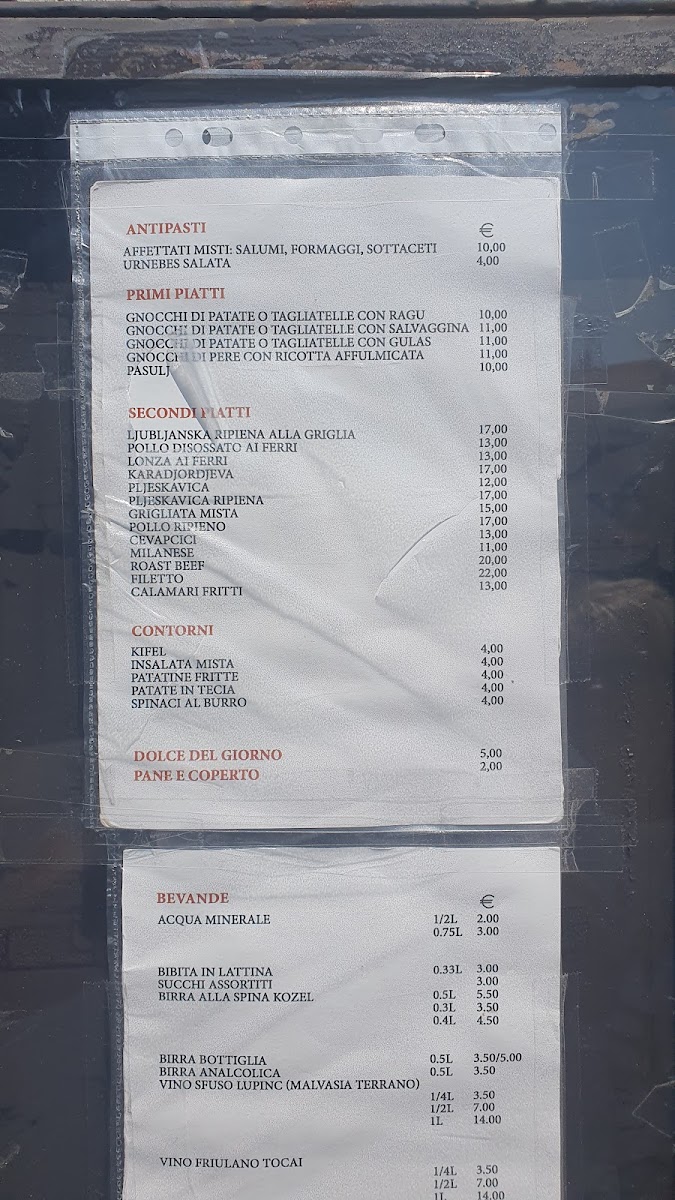 ANTIPASTI €
AFFETTATI MISTI: SALUMI, FORMAGGI, SOTTACETI 10,00
URNEBES SALATA 4,00
PRIMI PIATTI
GNOCCHI DI PATATE O TAGLIATELLE CON RAGU 10,00
GNOCCHI DI PATATE O TAGLIATELLE CON SALVAGGINA 11,00
GNOCCHI DI PATATE O TAGLIATELLE CON GULAS 11,00
GNOCCHI DI PERE CON RICOTTA AFFULMICATA 11,00
PASULJ 10,00
SECONDI PIATTI
LJUBLJANSKA RIPIENA ALLA GRIGLIA 17,00
POLLO DISOSSATO AI FERRI 13,00
LONZA AI FERRI 13,00
KARADJORDJEVA 17,00
PLJESKAVICA 12,00
PLJESKAVICA RIPIENA 17,00
GRIGLIATA MISTA 15,00
POLLO RIPIENO 17,00
CEVAPCICI 13,00
MILANESE 11,00
ROAST BEEF 20,00
FILETTO 22,00
CALAMARI FRITTI 13,00
CONTORNI
KIFEL 4,00
INSALATA MISTA 4,00
PATATINE FRITTE 4,00
PATATE IN TECIA 4,00
SPINACI AL BURRO 4,00
DOLCE DEL GIORNO 5,00
PANE E COPERTO 2,00
BEVANDE €
ACQUA MINERALE 1/2L 2.00
0.75L 3.00
BIBITA IN LATTINA 0.33L 3.00
SUCCHI ASSORTITI 3.00
BIRRA ALLA SPINA KOZEL 0.5L 5.50
0.3L 3.50
0.4L 4.50
BIRRA BOTTIGLIA 0.5L 3.50/5.00
BIRRA ANALCOLICA 0.5L 3.50
VINO SFUSO LUPINC (MALVASIA TERRANO)
1/4L 3.50
1/2L 7.00
1L 14.00
VINO FRIULANO TOCAI
1/4L 3.50
1/2L 7.00
1L 14.00